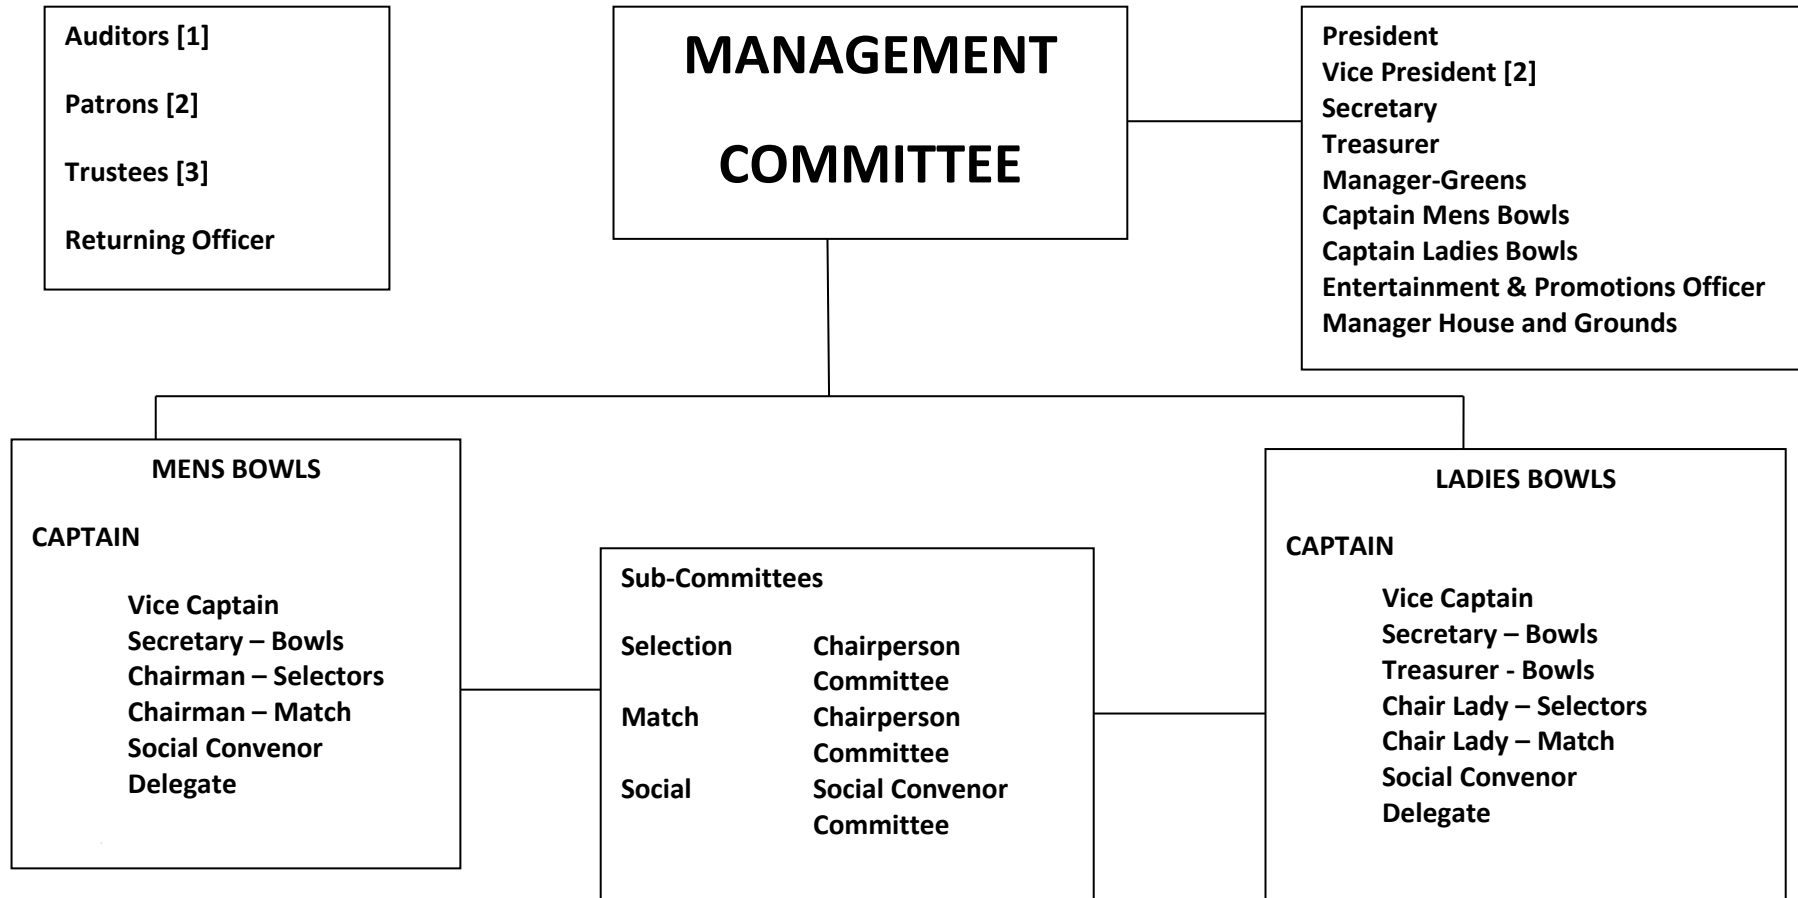 Auditors [1]
Patrons [2]
Trustees [3]
Returning Officer
MANAGEMENT
COMMITTEE
President
Vice President [2]
Secretary
Treasurer
Manager-Greens
Captain Mens Bowls
Captain Ladies Bowls
Entertainment & Promotions Officer
Manager House and Grounds
MENS BOWLS
CAPTAIN
Vice Captain
Secretary – Bowls
Chairman – Selectors
Chairman – Match
Social Convenor
Delegate
Sub-Committees
Selection Chairperson
Committee
Match Chairperson
Committee
Social Social Convenor
Committee
LADIES BOWLS
CAPTAIN
Vice Captain
Secretary – Bowls
Treasurer - Bowls
Chair Lady – Selectors
Chair Lady – Match
Social Convenor
Delegate